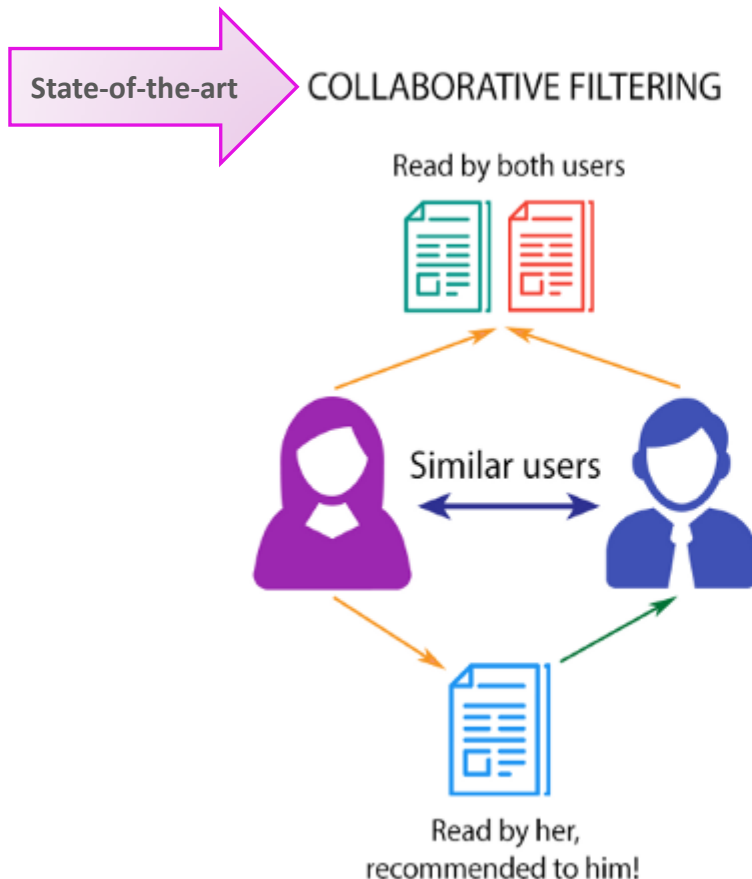 State-of-the-art
COLLABORATIVE FILTERING
Read by both users
Similar users
Read by her,
recommended to him!